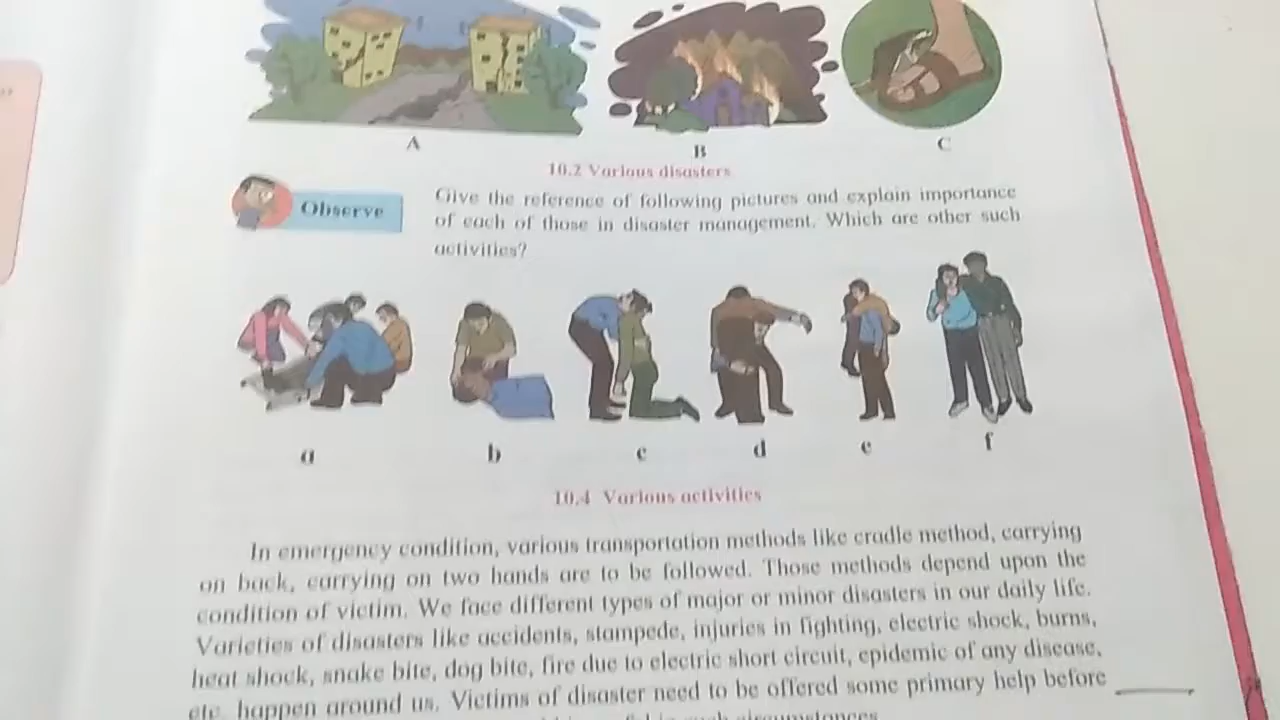 A
B
C
10.2 Various disasters
Observe
Give the reference of following pictures and explain importance
of each of those in disaster management. Which are other such
activities?
a
b
c
d
e
f
10.4 Various activities
In emergency condition, various transportation methods like cradle method, carrying
on back, carrying on two hands are to be followed. Those methods depend upon the
condition of victim. We face different types of major or minor disasters in our daily life.
Varieties of disasters like accidents, stampede, injuries in fighting, electric shock, burns,
heat shock, snake bite, dog bite, fire due to electric short circuit, epidemic of any disease,
etc. happen around us. Victims of disaster need to be offered some primary help before
in such circumstances.